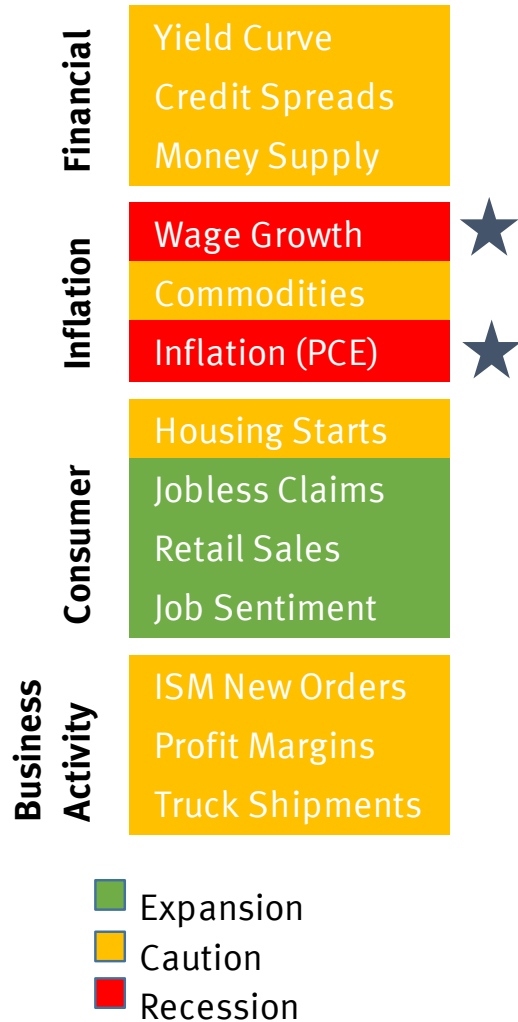 Financial
Yield Curve
Credit Spreads
Money Supply
Inflation
Wage Growth
Commodities
Inflation (PCE)
Consumer
Housing Starts
Jobless Claims
Retail Sales
Job Sentiment
Business
Activity
ISM New Orders
Profit Margins
Truck Shipments
Expansion
Caution
Recession